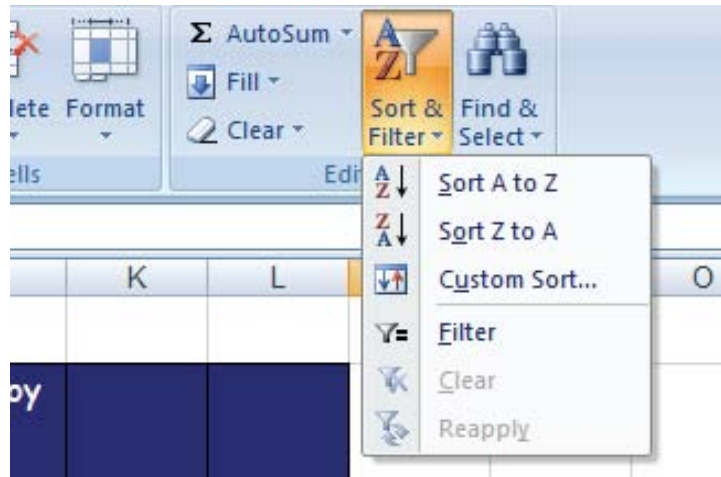 Σ AutoSum
Fill
Clear
lete Format
Sort &
Filter
Find &
Select
ells
Edi
A
Z
Sort A to Z
Z
A
Sort Z to A
Custom Sort...
Filter
Clear
Reapply
K L O
by